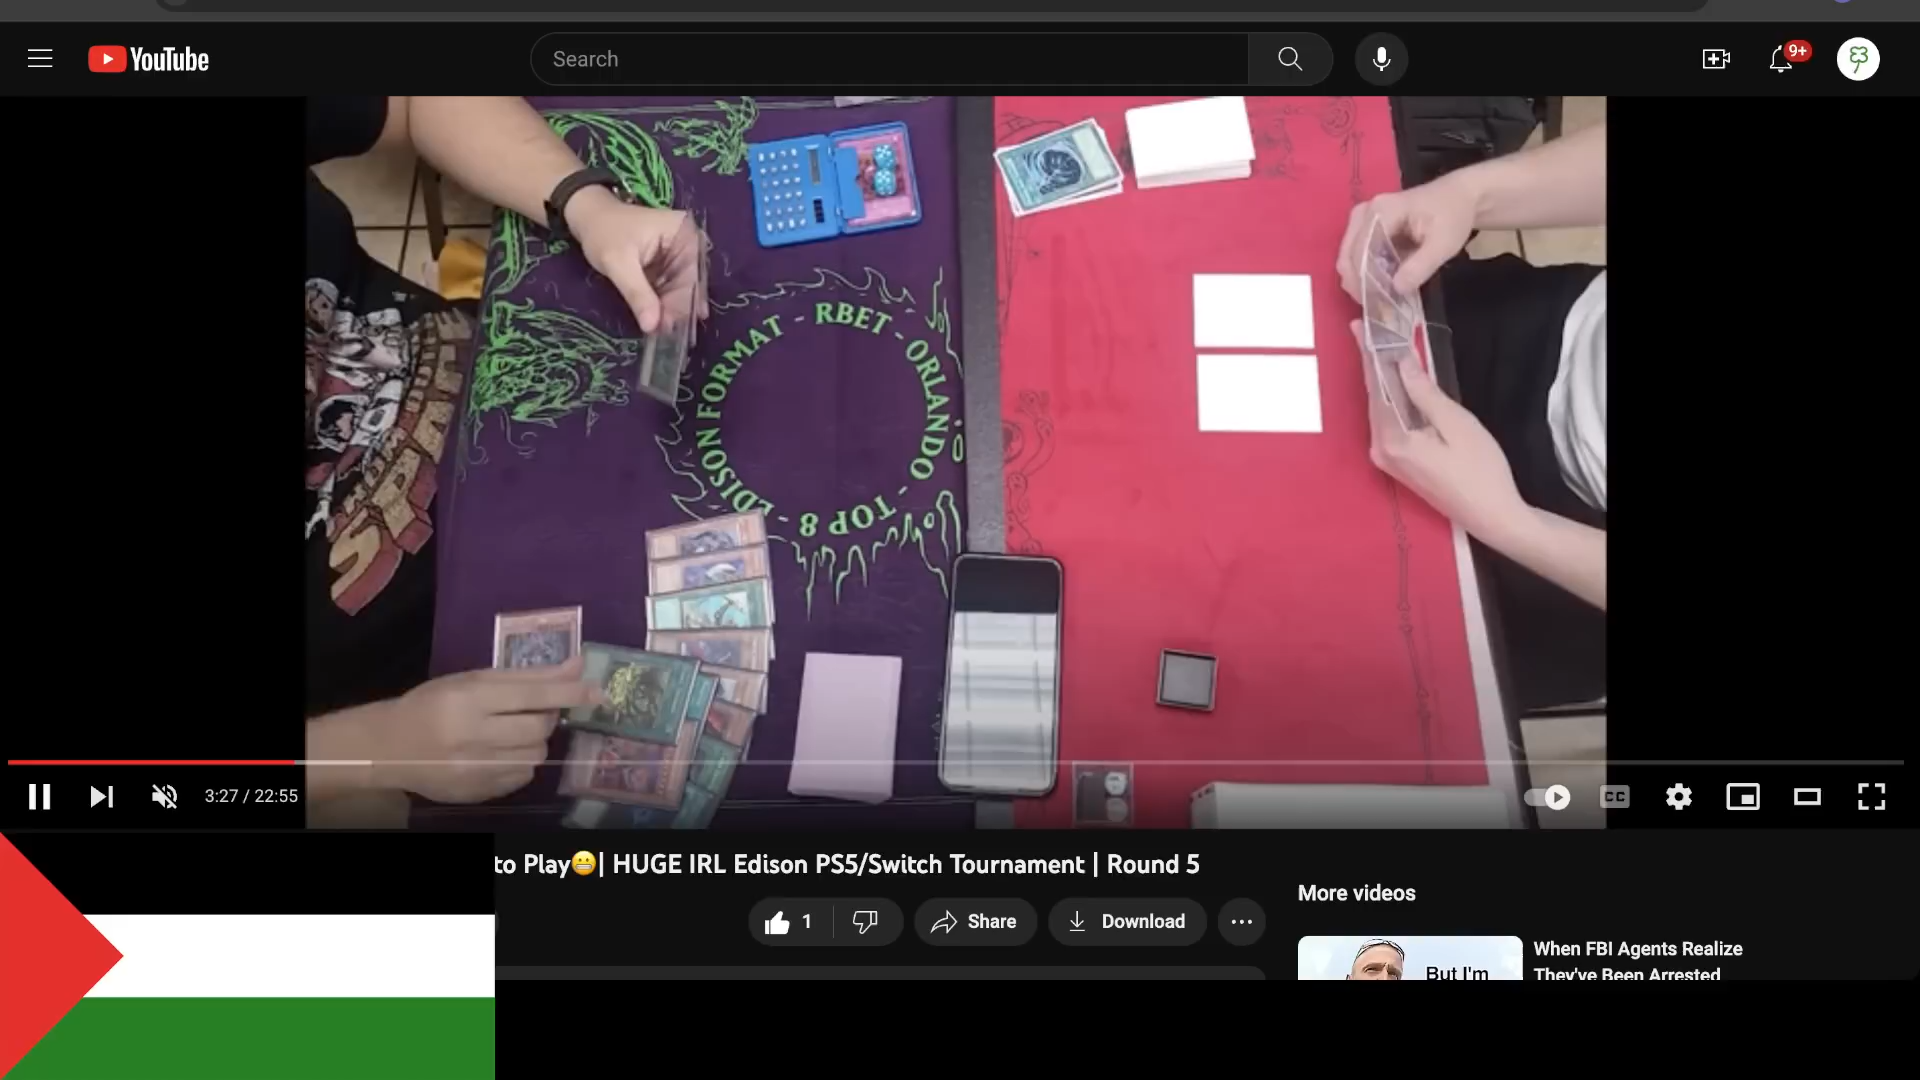 YouTube
Search
9+
EDISON FORMAT - RBET - ORLANDO - TOP 8 -
3:27 / 22:55
CC
to Play😬| HUGE IRL Edison PS5/Switch Tournament | Round 5
1
Share
Download
More videos
But I'm
When FBI Agents Realize
They've Been Arrested